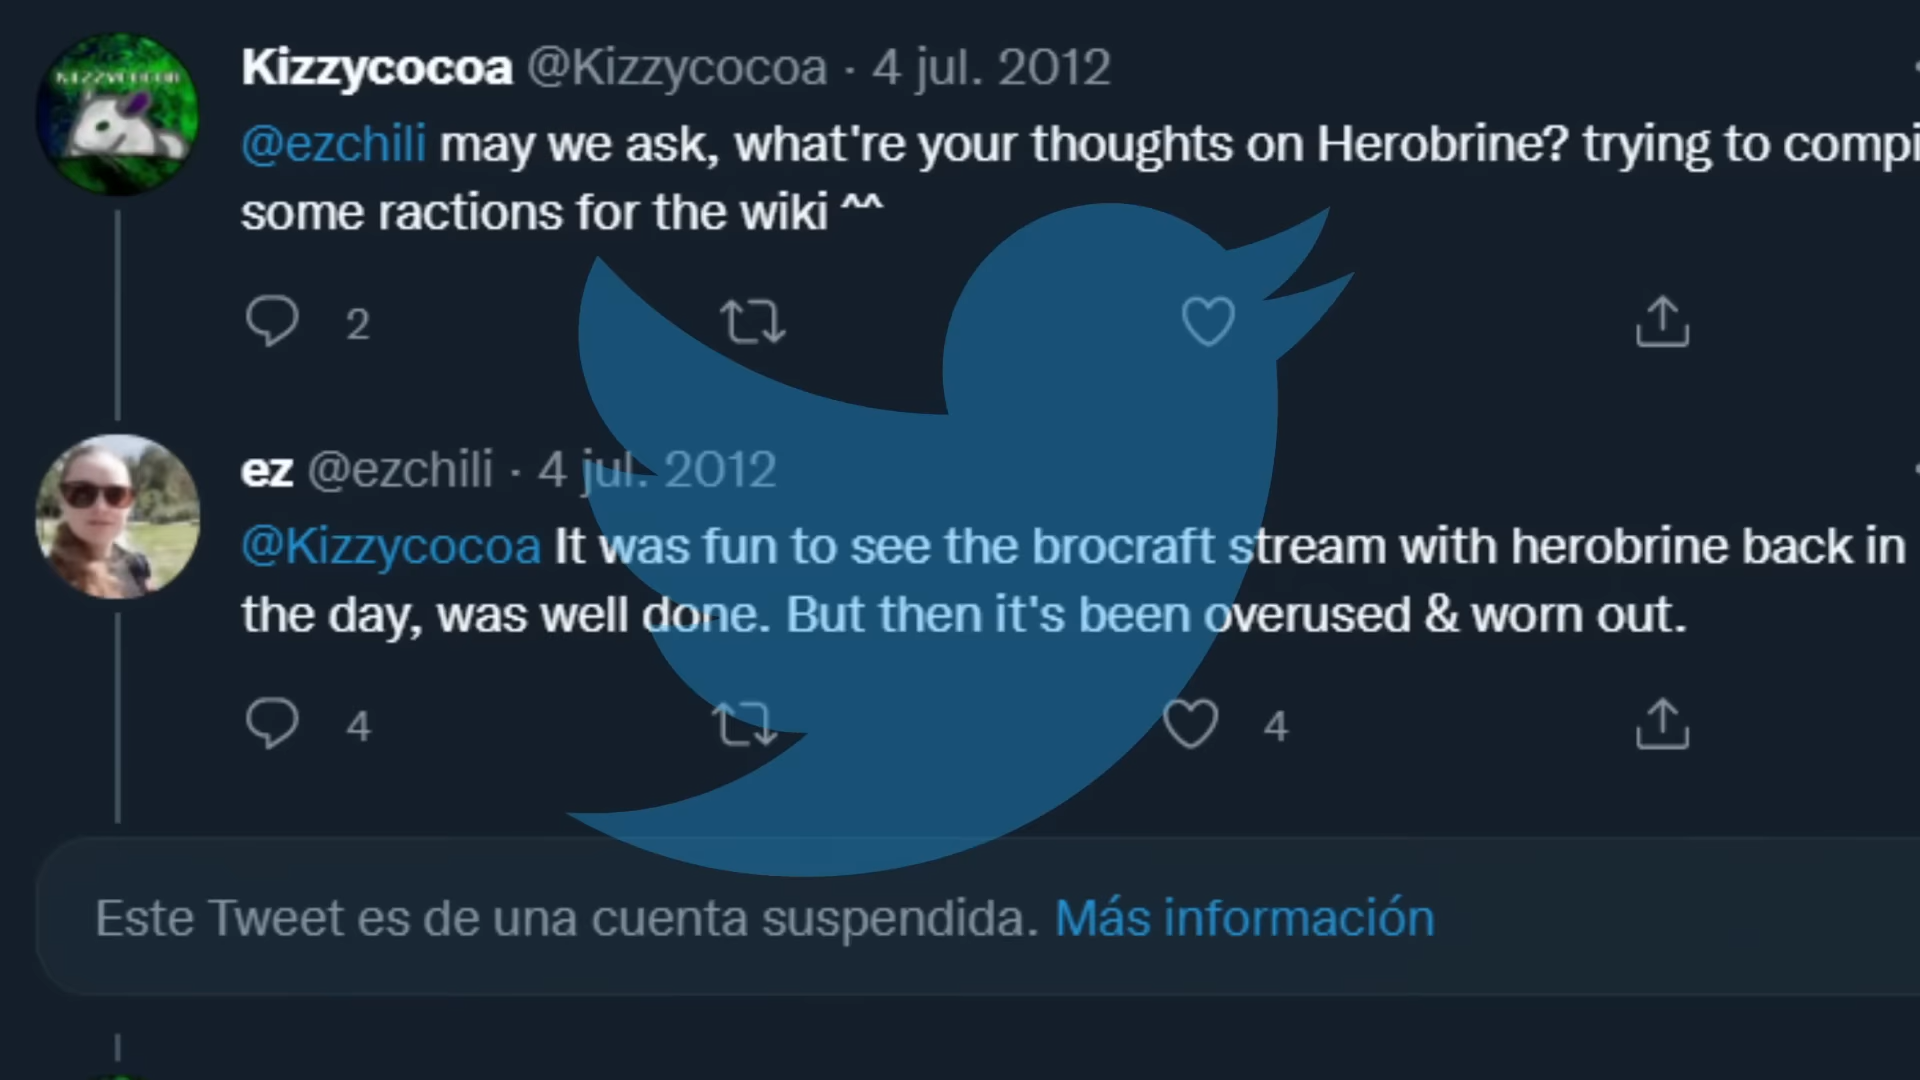 Kizzycocoa @Kizzycocoa · 4 jul. 2012
@ezchili may we ask, what're your thoughts on Herobrine? trying to compi
some ractions for the wiki ^^
2
ez @ezchili · 4 jul. 2012
@Kizzycocoa It was fun to see the brocraft stream with herobrine back in
the day, was well done. But then it's been overused & worn out.
4 4
Este Tweet es de una cuenta suspendida. Más información